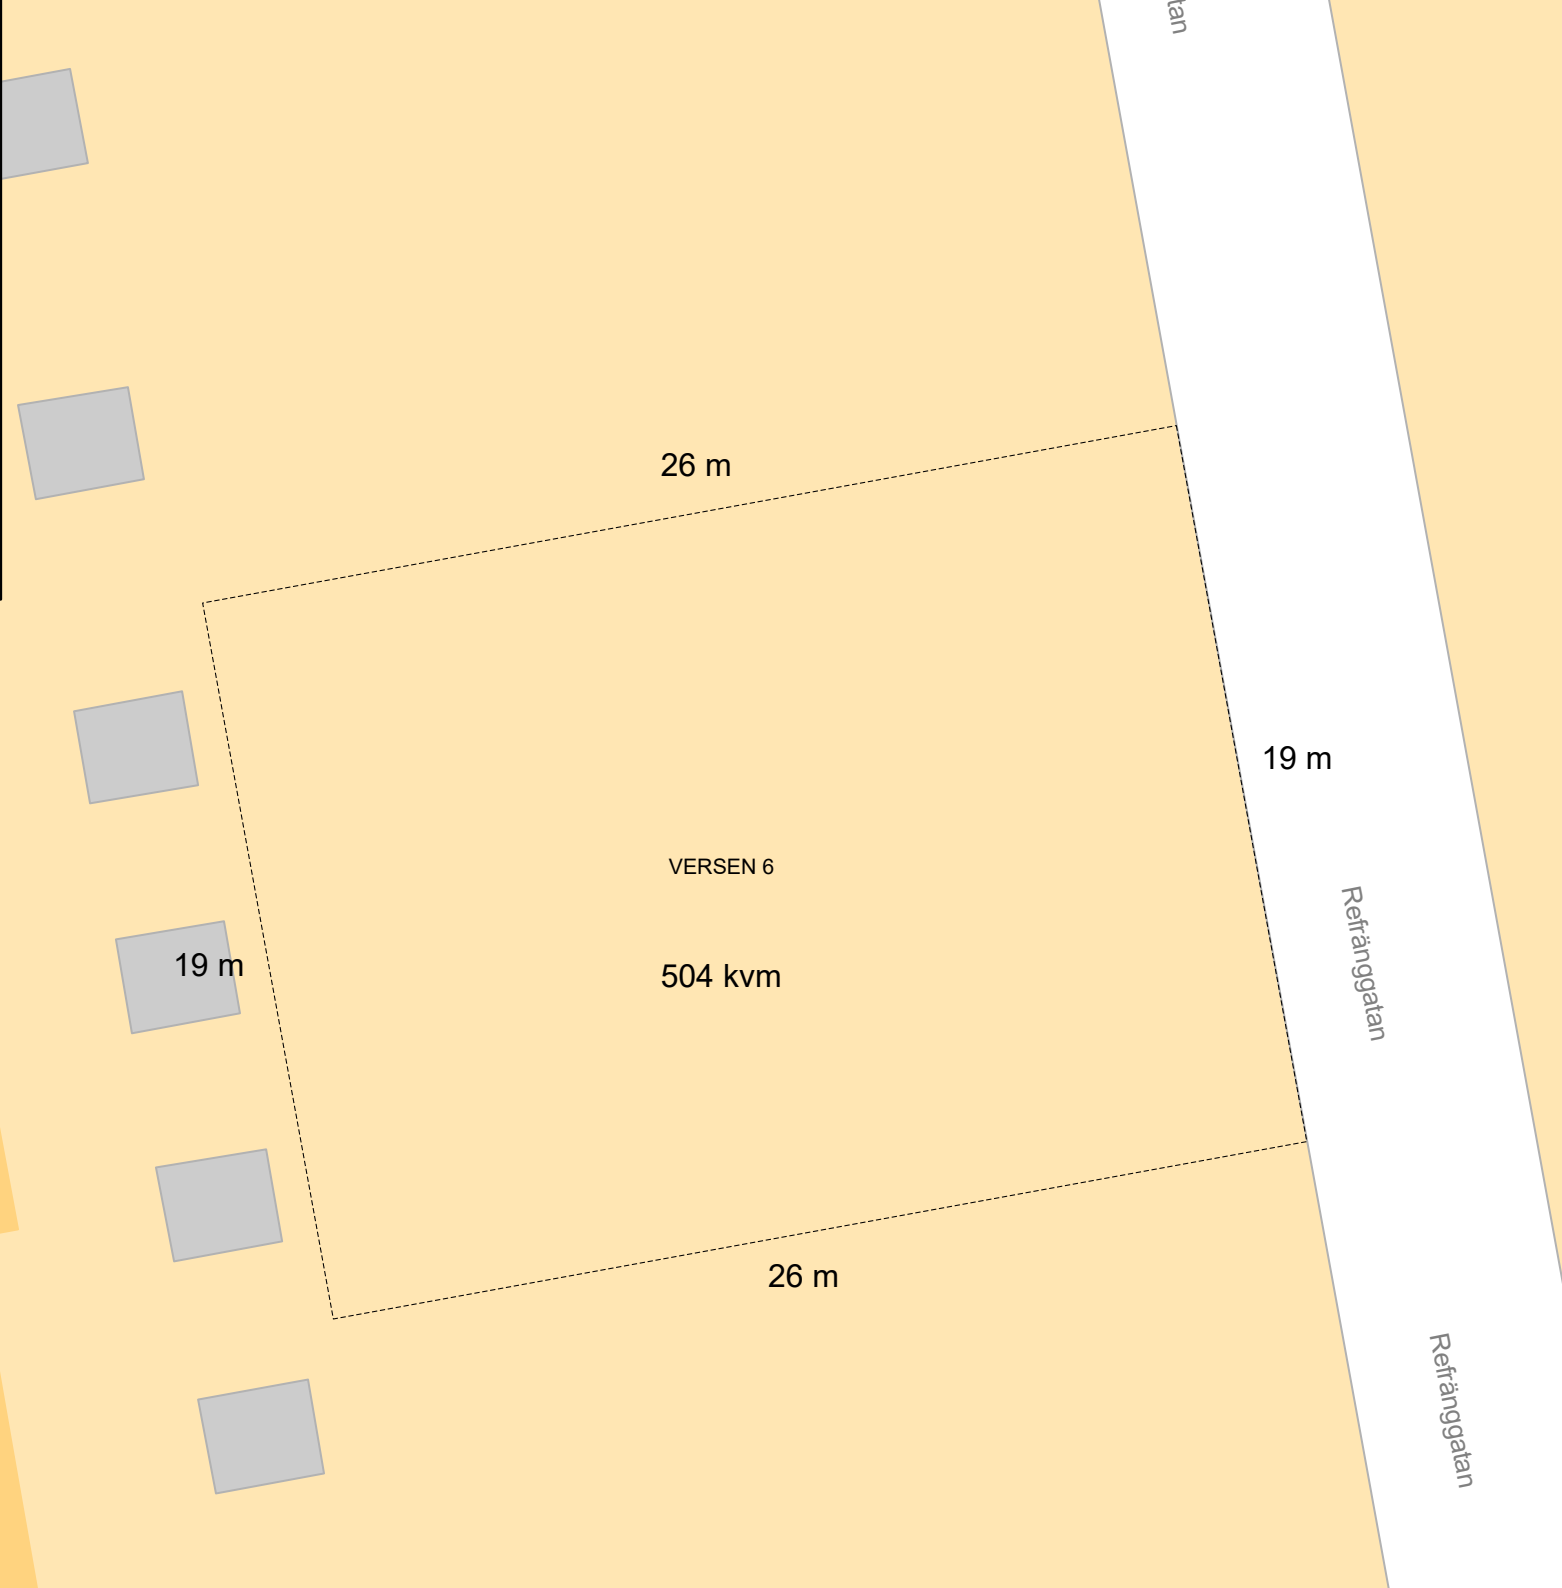 tan
26 m
19 m
VERSEN 6
Refränggatan
19 m
504 kvm
26 m
Refränggatan